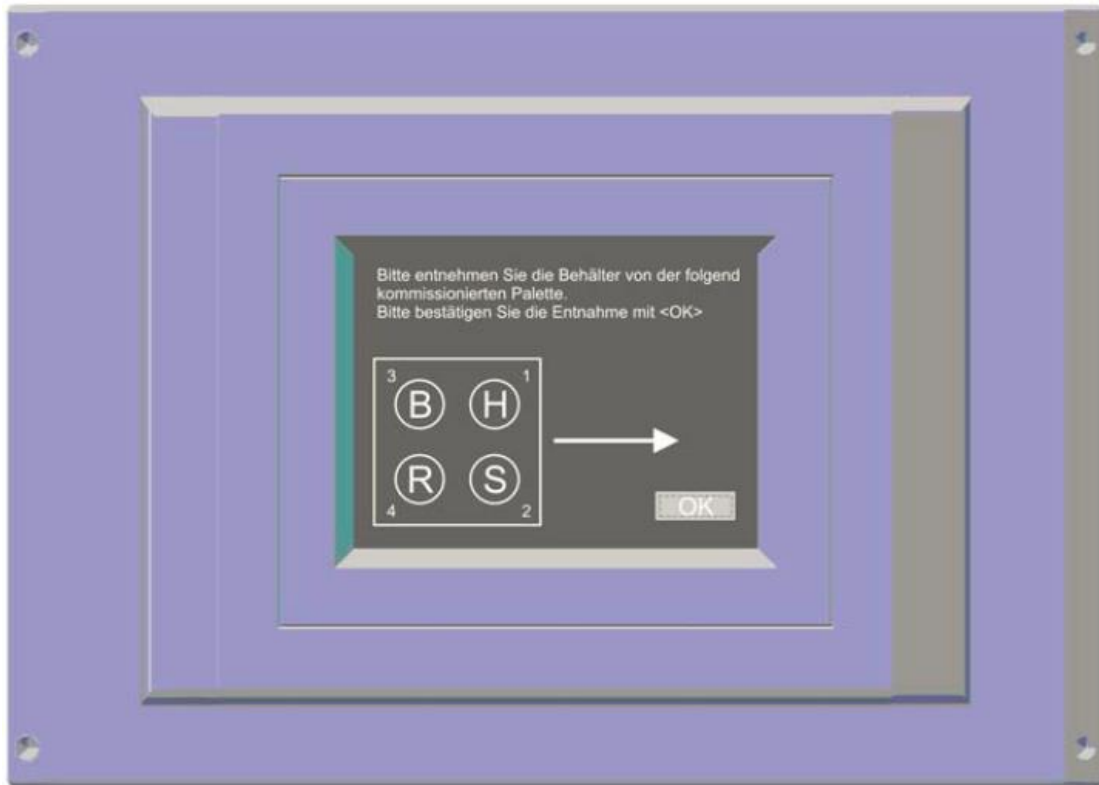 Bitte entnehmen Sie die Behälter von der folgend
kommissionierten Palette.
Bitte bestätigen Sie die Entnahme mit <OK>
3 1
B H
R S
4 2
OK